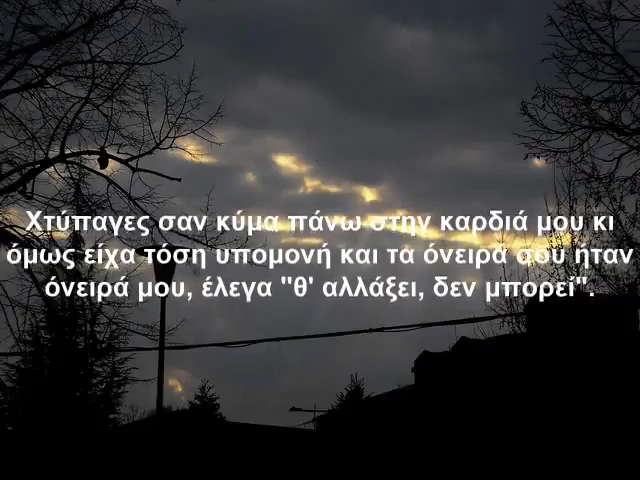 Χτύπαγες σαν κύμα πάνω στην καρδιά μου κι
όμως είχα τόση υπομονή και τα όνειρά σου ήταν
όνειρά μου, έλεγα "θ' αλλάξει, δεν μπορεί".